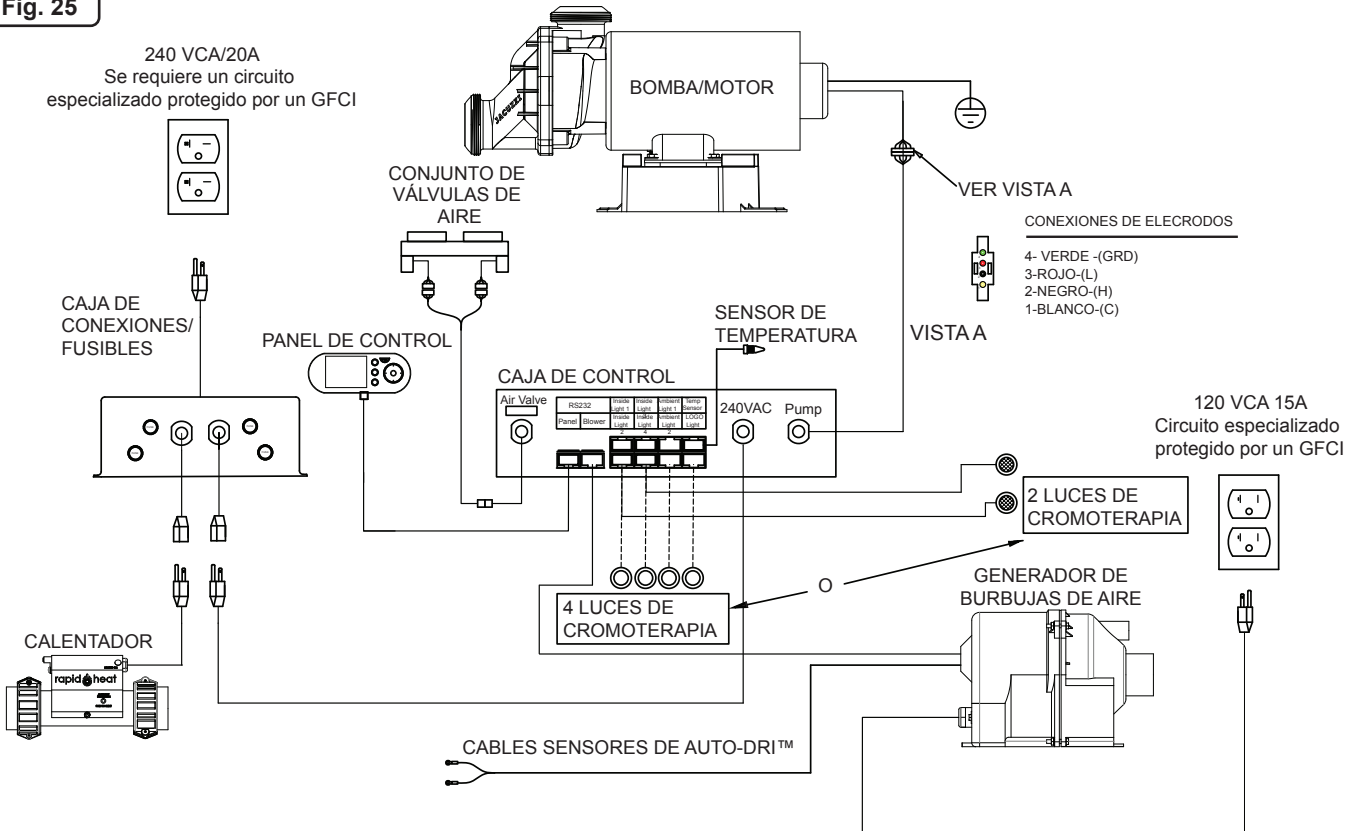 Fig. 25
240 VCA/20A
Se requiere un circuito
especializado protegido por un GFCI
BOMBA/MOTOR
JACUZZI
CONJUNTO DE
VÁLVULAS DE
AIRE
VER VISTA A
CONEXIONES DE ELECRODOS
4- VERDE -(GRD)
3-ROJO-(L)
2-NEGRO-(H)
1-BLANCO-(C)
VISTA A
CAJA DE
CONEXIONES/
FUSIBLES
PANEL DE CONTROL
SENSOR DE
TEMPERATURA
CAJA DE CONTROL
Air Valve
RS232
Inside
Light 1
Inside
Light
Ambient
Light 1
Temp
Sensor
Panel
Blower
Inside
Light
2
Inside
Light
4
Ambient
Light
2
LOGO
Light
240VAC
Pump
120 VCA 15A
Circuito especializado
protegido por un GFCI
2 LUCES DE
CROMOTERAPIA
O
4 LUCES DE
CROMOTERAPIA
GENERADOR DE
BURBUJAS DE AIRE
CALENTADOR
rapid heat
CABLES SENSORES DE AUTO-DRI™